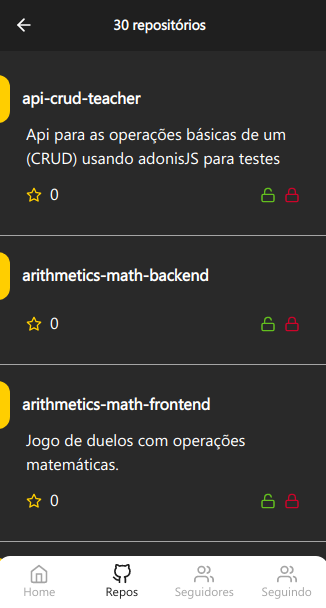 30 repositórios
api-crud-teacher
Api para as operações básicas de um
(CRUD) usando adonisJS para testes
0
arithmetics-math-backend
0
arithmetics-math-frontend
Jogo de duelos com operações
matemáticas.
0
Home Repos Seguidores Seguindo